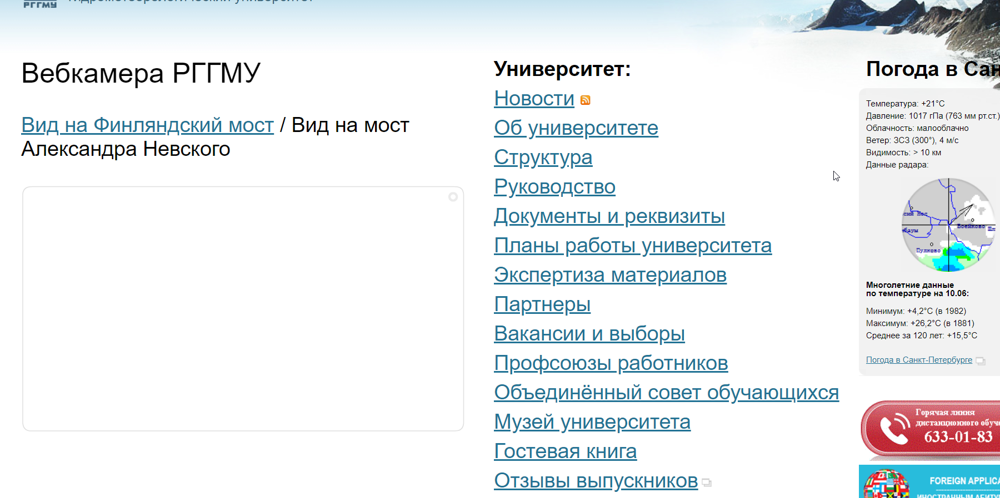 РГГМУ
гидрометеорологический университет
Вебкамера РГГМУ
Вид на Финляндский мост / Вид на мост
Александра Невского
Университет:
Новости
Об университете
Структура
Руководство
Документы и реквизиты
Планы работы университета
Экспертиза материалов
Партнеры
Вакансии и выборы
Профсоюзы работников
Объединённый совет обучающихся
Музей университета
Гостевая книга
Отзывы выпускников
Погода в Сан
Температура: +21°C
Давление: 1017 гПа (763 мм рт.ст.)
Облачность: малооблачно
Ветер: ЗСЗ (300°), 4 м/с
Видимость: > 10 км
Данные радара:
Воейково
Пулково
Многолетние данные
по температуре на 10.06:
Минимум: +4,2°C (в 1982)
Максимум: +26,2°C (в 1881)
Среднее за 120 лет: +15,5°C
Погода в Санкт-Петербурге
Горячая линия
дистанционного обуче
633-01-83
FOREIGN APPLICA
ИНОСТРАННЫМ АБИТУР